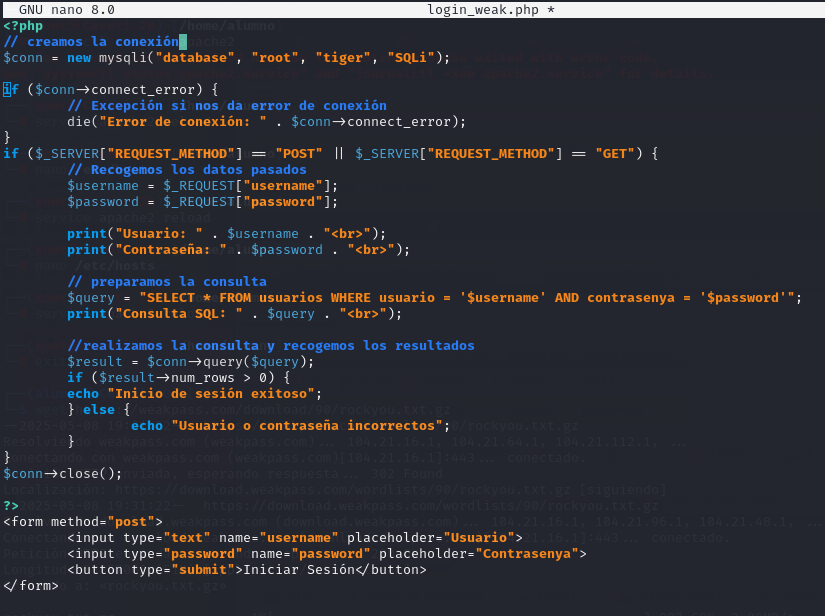 GNU nano 8.0 login_weak.php *
<?php
// creamos la conexión
$conn = new mysqli("database", "root", "tiger", "SQLi");
if ($conn->connect_error) {
// Excepción si nos da error de conexión
die("Error de conexión: " . $conn->connect_error);
}
if ($_SERVER["REQUEST_METHOD"] == "POST" || $_SERVER["REQUEST_METHOD"] == "GET") {
// Recogemos los datos pasados
$username = $_REQUEST["username"];
$password = $_REQUEST["password"];
print("Usuario: " . $username . "<br>");
print("Contraseña: " . $password . "<br>");
// preparamos la consulta
$query = "SELECT * FROM usuarios WHERE usuario = '$username' AND contrasenya = '$password'";
print("Consulta SQL: " . $query . "<br>");
//realizamos la consulta y recogemos los resultados
$result = $conn->query($query);
if ($result->num_rows > 0) {
echo "Inicio de sesión exitoso";
} else {
echo "Usuario o contraseña incorrectos";
}
}
$conn->close();
?>
<form method="post">
<input type="text" name="username" placeholder="Usuario">
<input type="password" name="password" placeholder="Contrasenya">
<button type="submit">Iniciar Sesión</button>
</form>